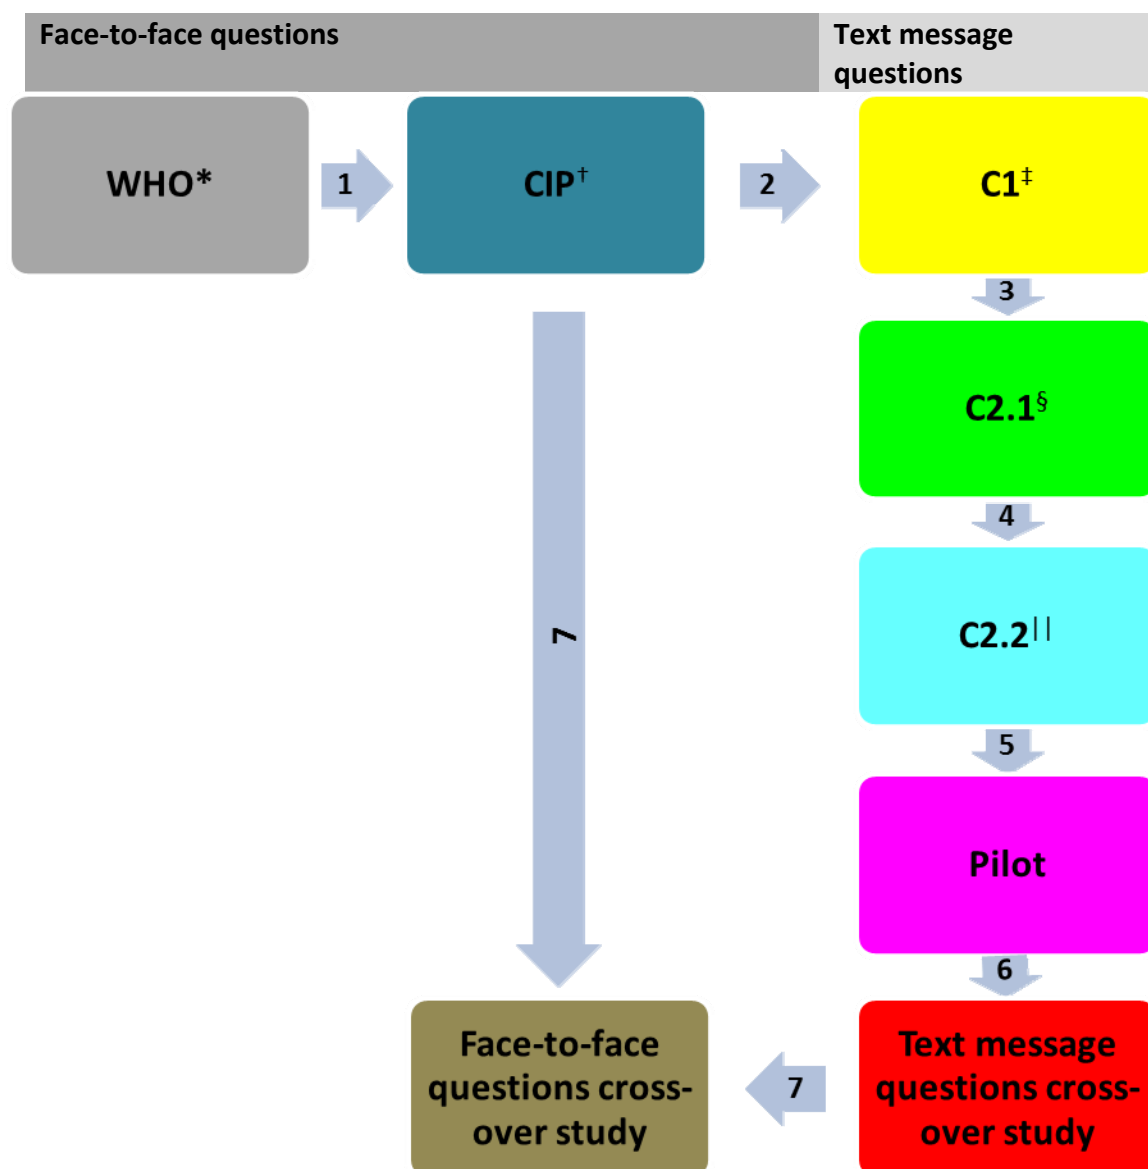 Face-to-face questions
Text message
questions
WHO*
1
CIP†
2
C1‡
3
C2.1§
4
C2.2||
5
7
Pilot
6
Face-to-face
questions cross-
over study
7
Text message
questions cross-
over study